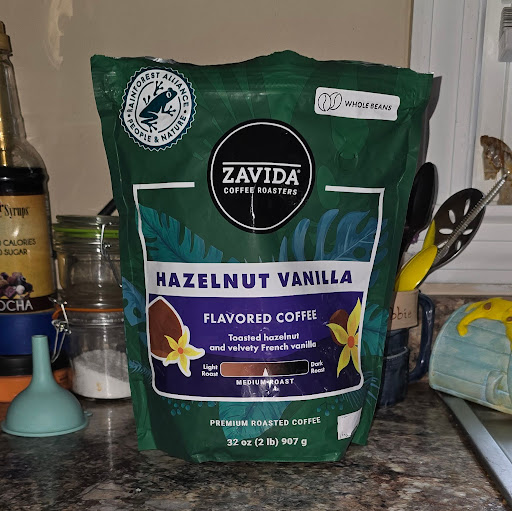 RAINFOREST ALLIANCE
PEOPLE & NATURE
WHOLE BEANS
ZAVIDA
COFFEE ROASTERS
HAZELNUT VANILLA
FLAVORED COFFEE
Toasted hazelnut
and velvety French vanilla
Light
Roast
Dark
Roast
MEDIUM ROAST
PREMIUM ROASTED COFFEE
32 oz (2 lb) 907 g
Syrups
CALORIES
SUGAR
OCHA
bbie